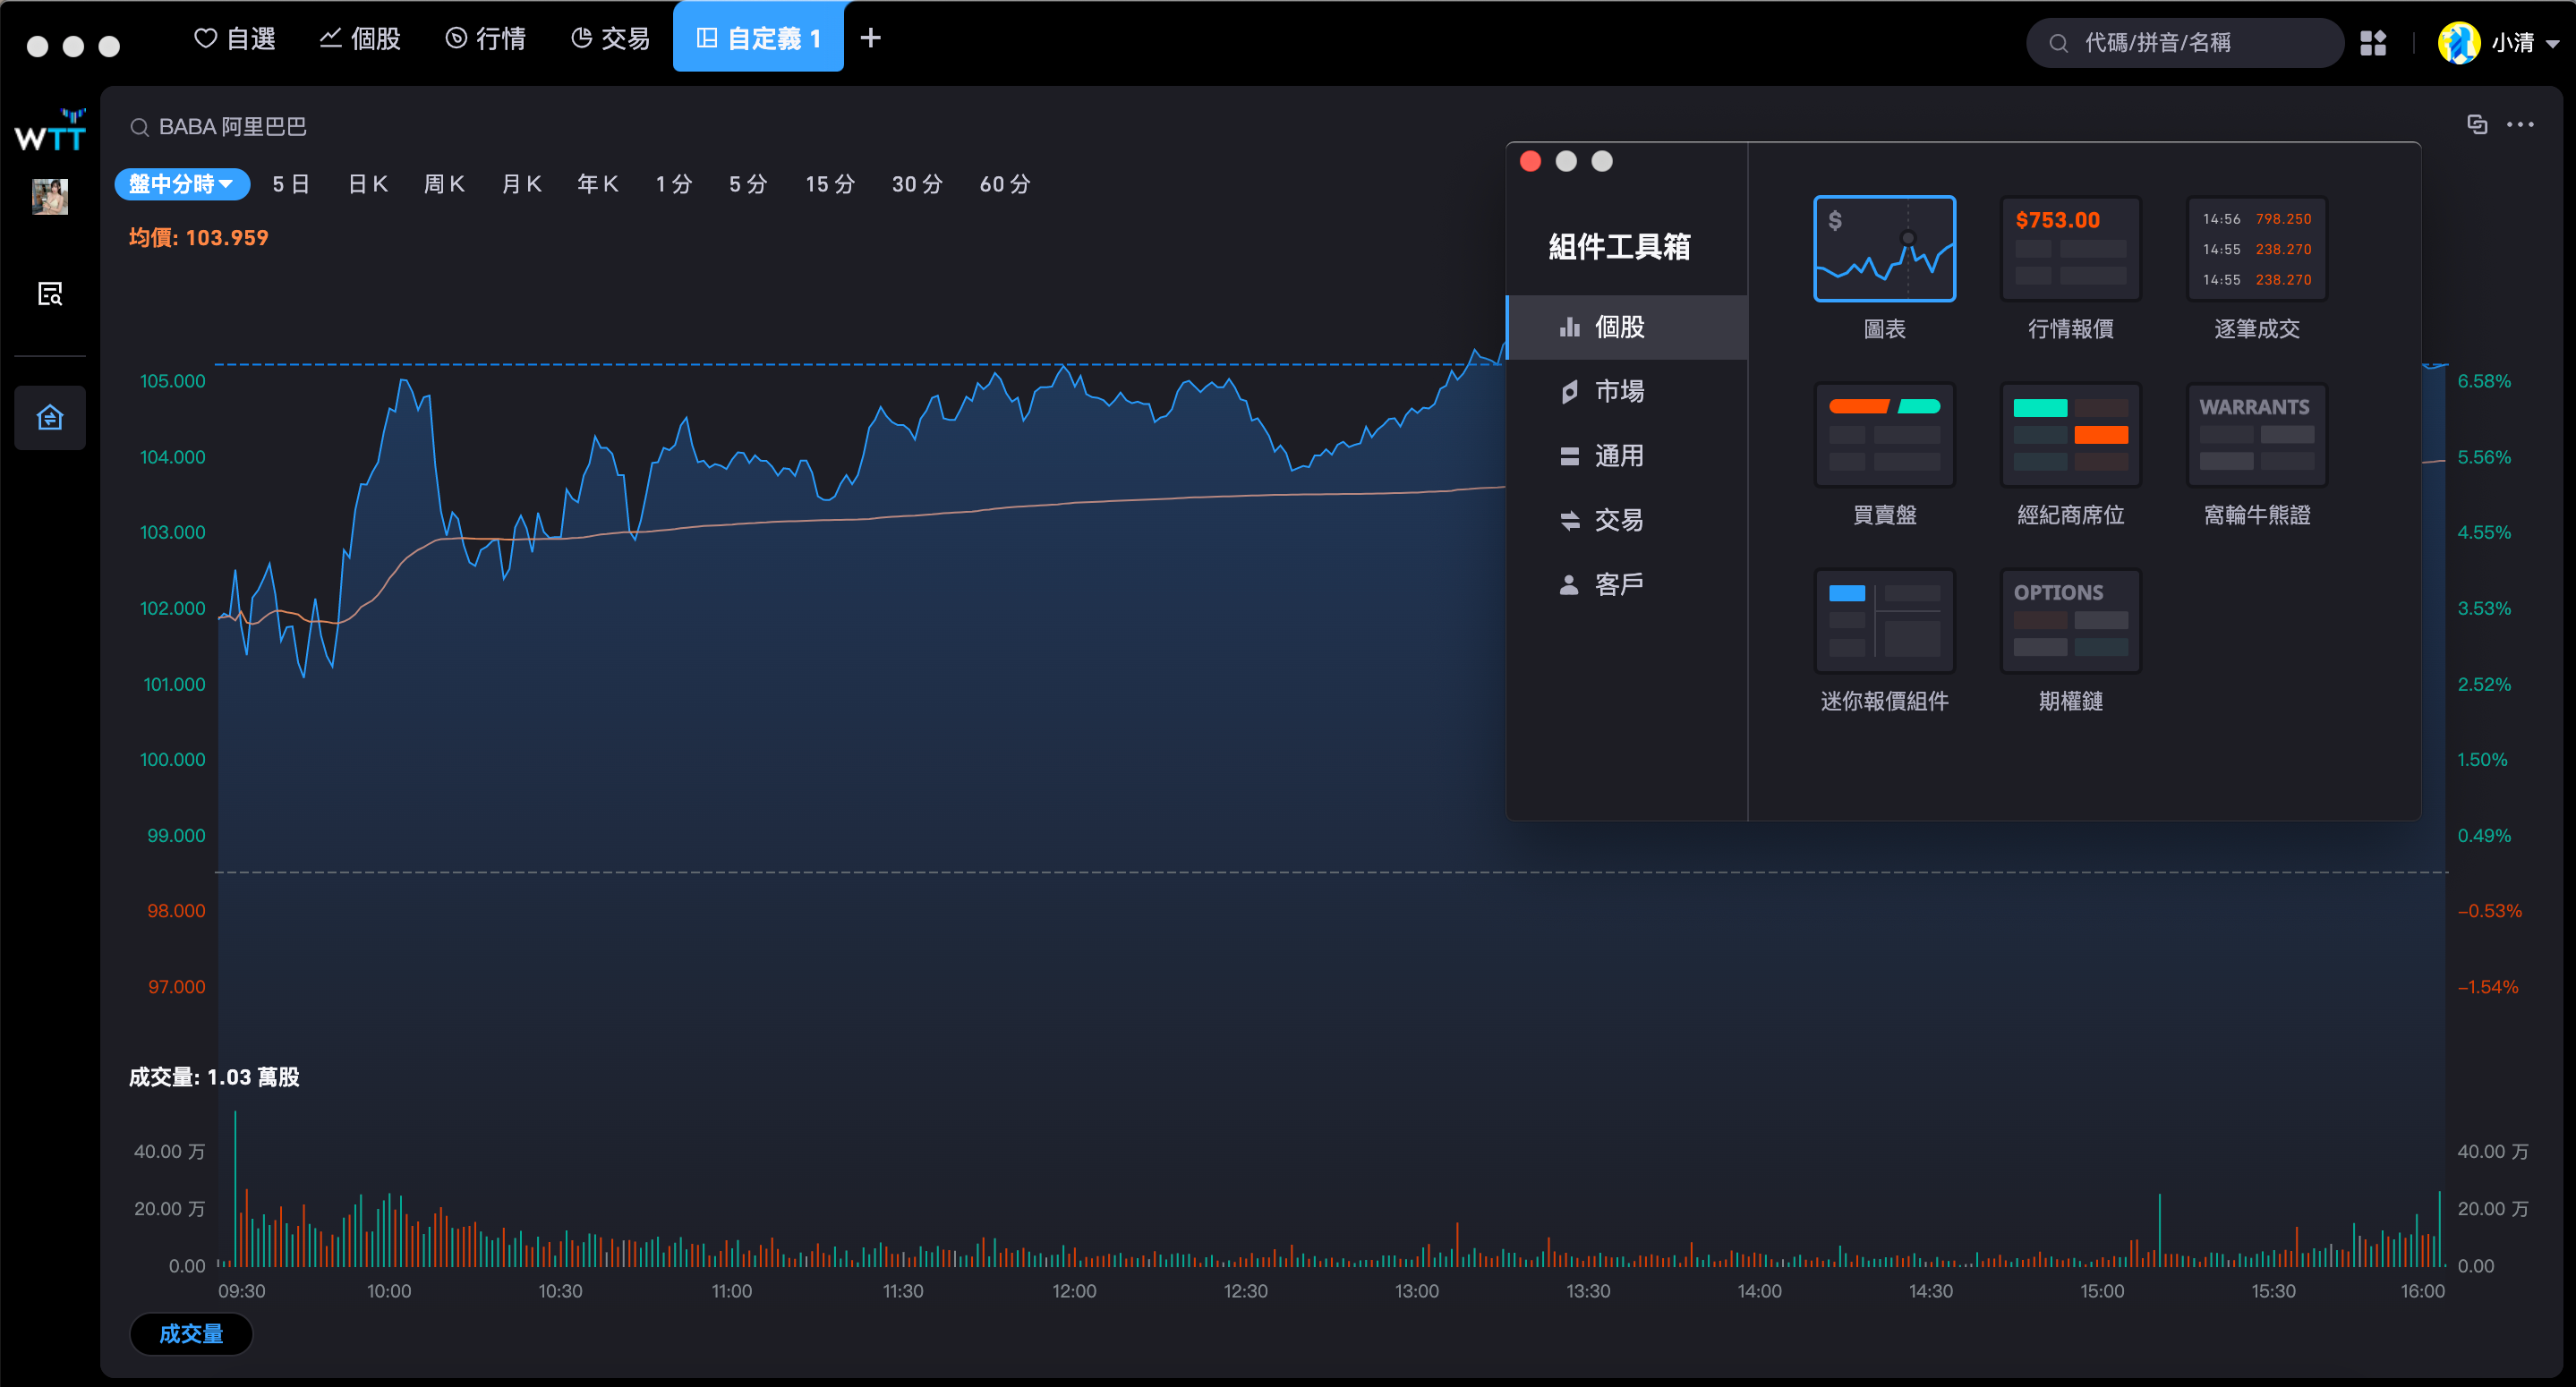 自選 個股 行情 交易 自定義 1 +
代碼/拼音/名稱
小清
WTT
BABA 阿里巴巴
盤中分時 5 日 日 K 周 K 月 K 年 K 1 分 5 分 15 分 30 分 60 分
均價: 103.959
105.000
104.000
103.000
102.000
101.000
100.000
99.000
98.000
97.000
6.58%
5.56%
4.55%
3.53%
2.52%
1.50%
0.49%
-0.53%
-1.54%
組件工具箱
個股
市場
通用
交易
客戶
$
圖表
$753.00
行情報價
14:56 798.250
14:55 238.270
14:55 238.270
逐筆成交
買賣盤
經紀商席位
WARRANTS
窩輪牛熊證
迷你報價組件
OPTIONS
期權鏈
成交量: 1.03 萬股
40.00 万
20.00 万
0.00
40.00 万
20.00 万
0.00
09:30 10:00 10:30 11:00 11:30 12:00 12:30 13:00 13:30 14:00 14:30 15:00 15:30 16:00
成交量